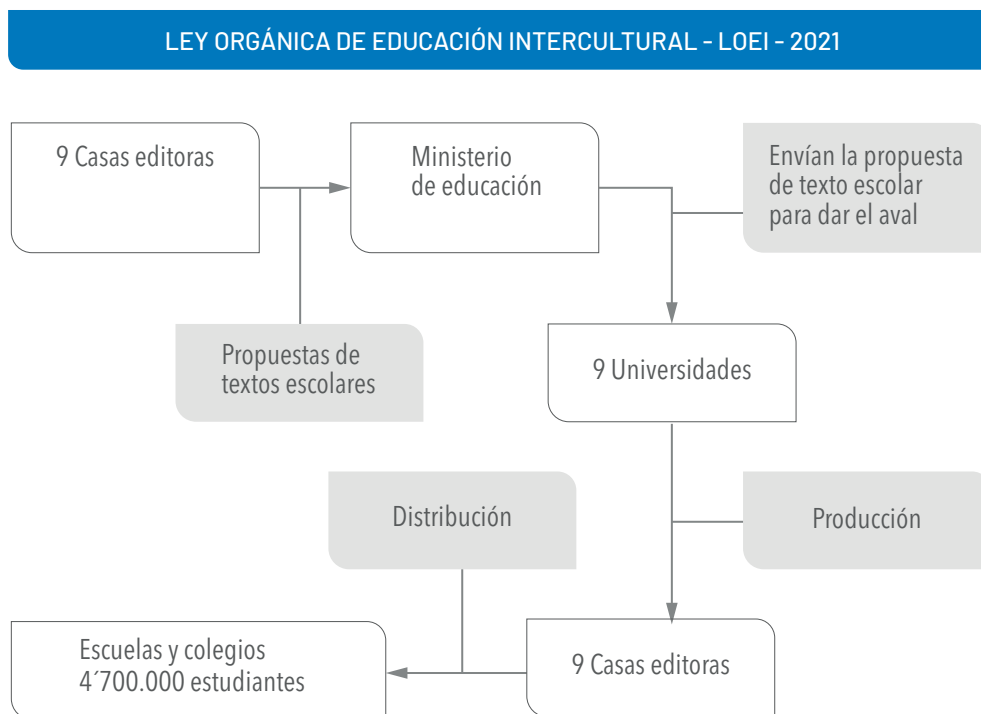 LEY ORGÁNICA DE EDUCACIÓN INTERCULTURAL - LOEI - 2021
9 Casas editoras
Ministerio
de educación
Envían la propuesta
de texto escolar
para dar el aval
Propuestas de
textos escolares
9 Universidades
Distribución
Producción
Escuelas y colegios
4´700.000 estudiantes
9 Casas editoras